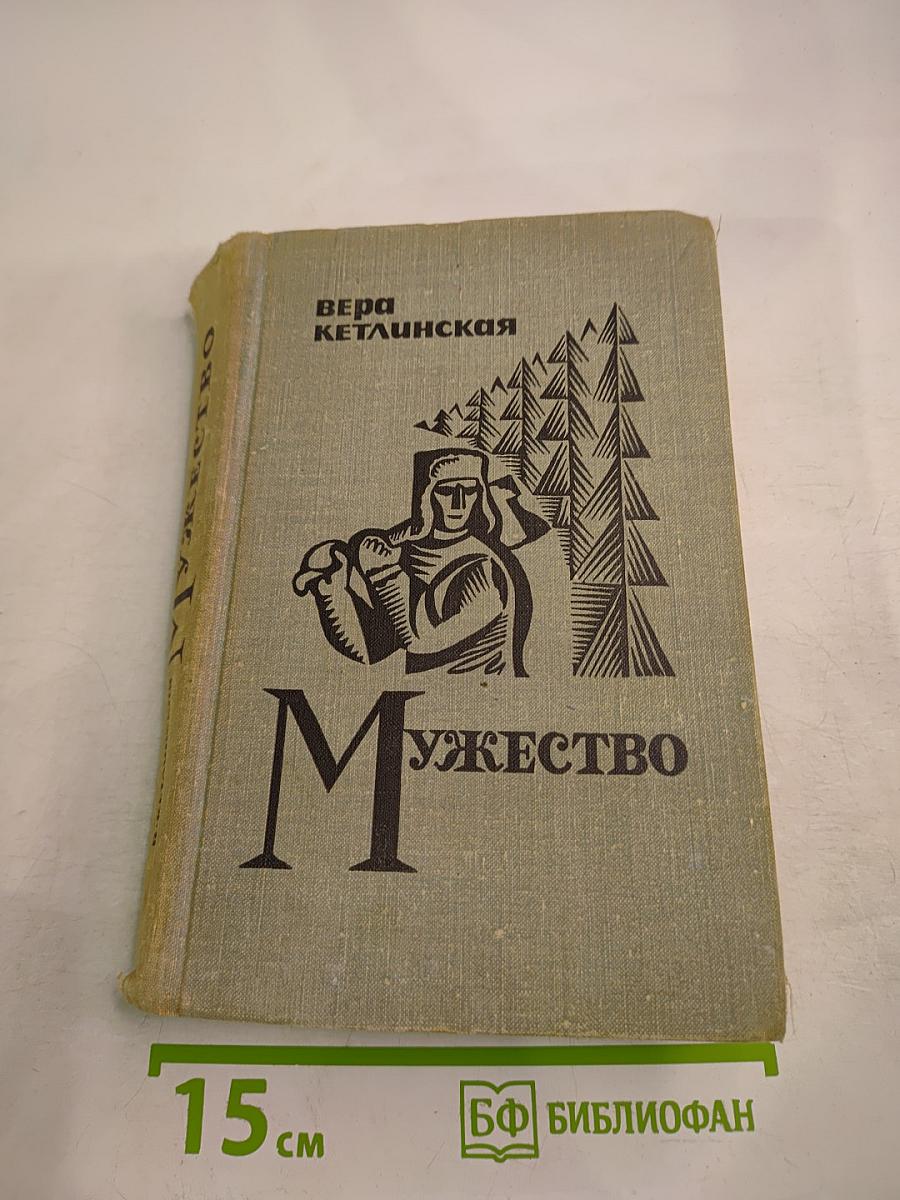 Вера
Кетлинская
Мужество
Мужество
15 см
БФ БИБЛИОФАН